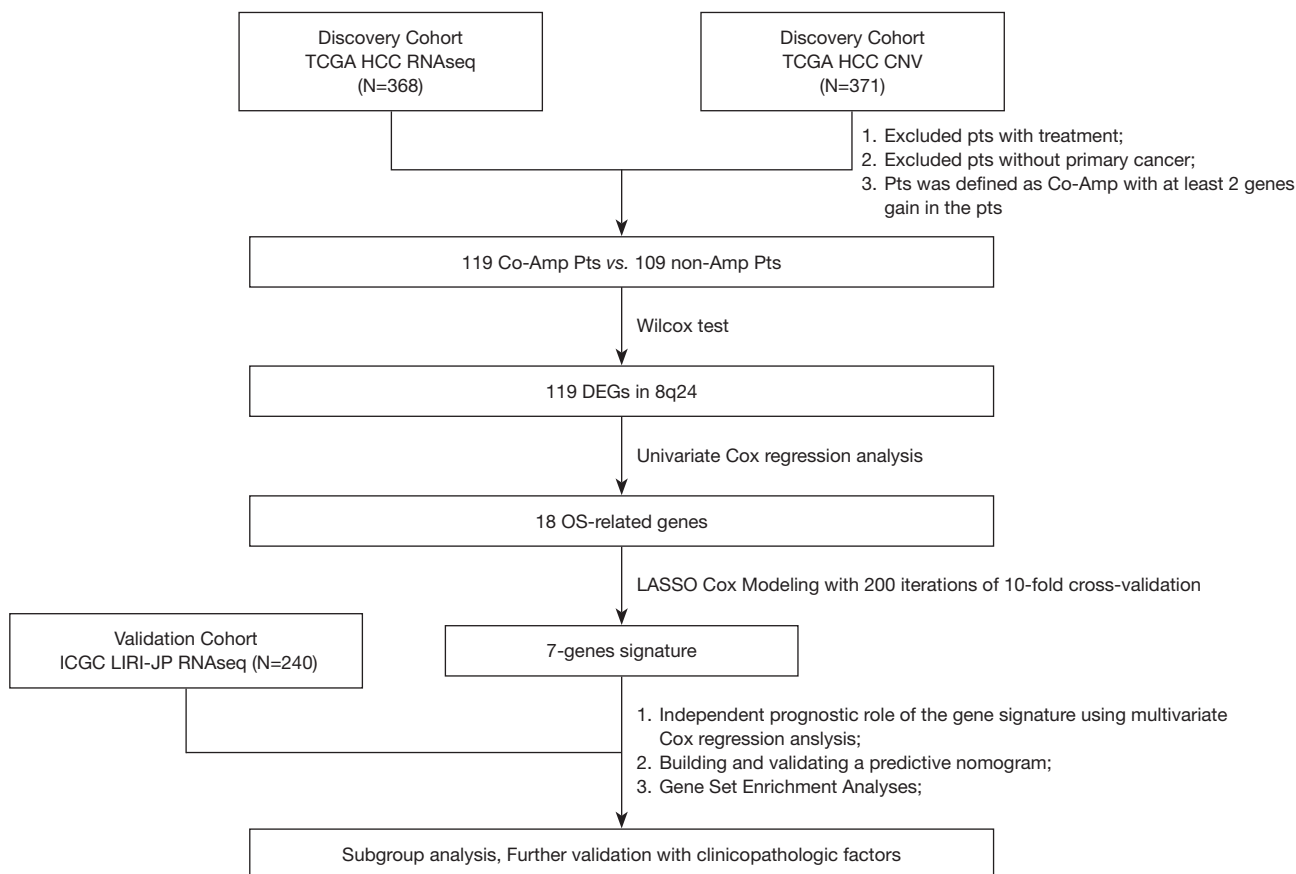 Discovery Cohort
TCGA HCC RNAseq
(N=368)
Discovery Cohort
TCGA HCC CNV
(N=371)
1. Excluded pts with treatment;
2. Excluded pts without primary cancer;
3. Pts was defined as Co-Amp with at least 2 genes
gain in the pts
119 Co-Amp Pts vs. 109 non-Amp Pts
Wilcox test
119 DEGs in 8q24
Univariate Cox regression analysis
18 OS-related genes
LASSO Cox Modeling with 200 iterations of 10-fold cross-validation
Validation Cohort
ICGC LIRI-JP RNAseq (N=240)
7-genes signature
1. Independent prognostic role of the gene signature using multivariate
Cox regression anslysis;
2. Building and validating a predictive nomogram;
3. Gene Set Enrichment Analyses;
Subgroup analysis, Further validation with clinicopathologic factors